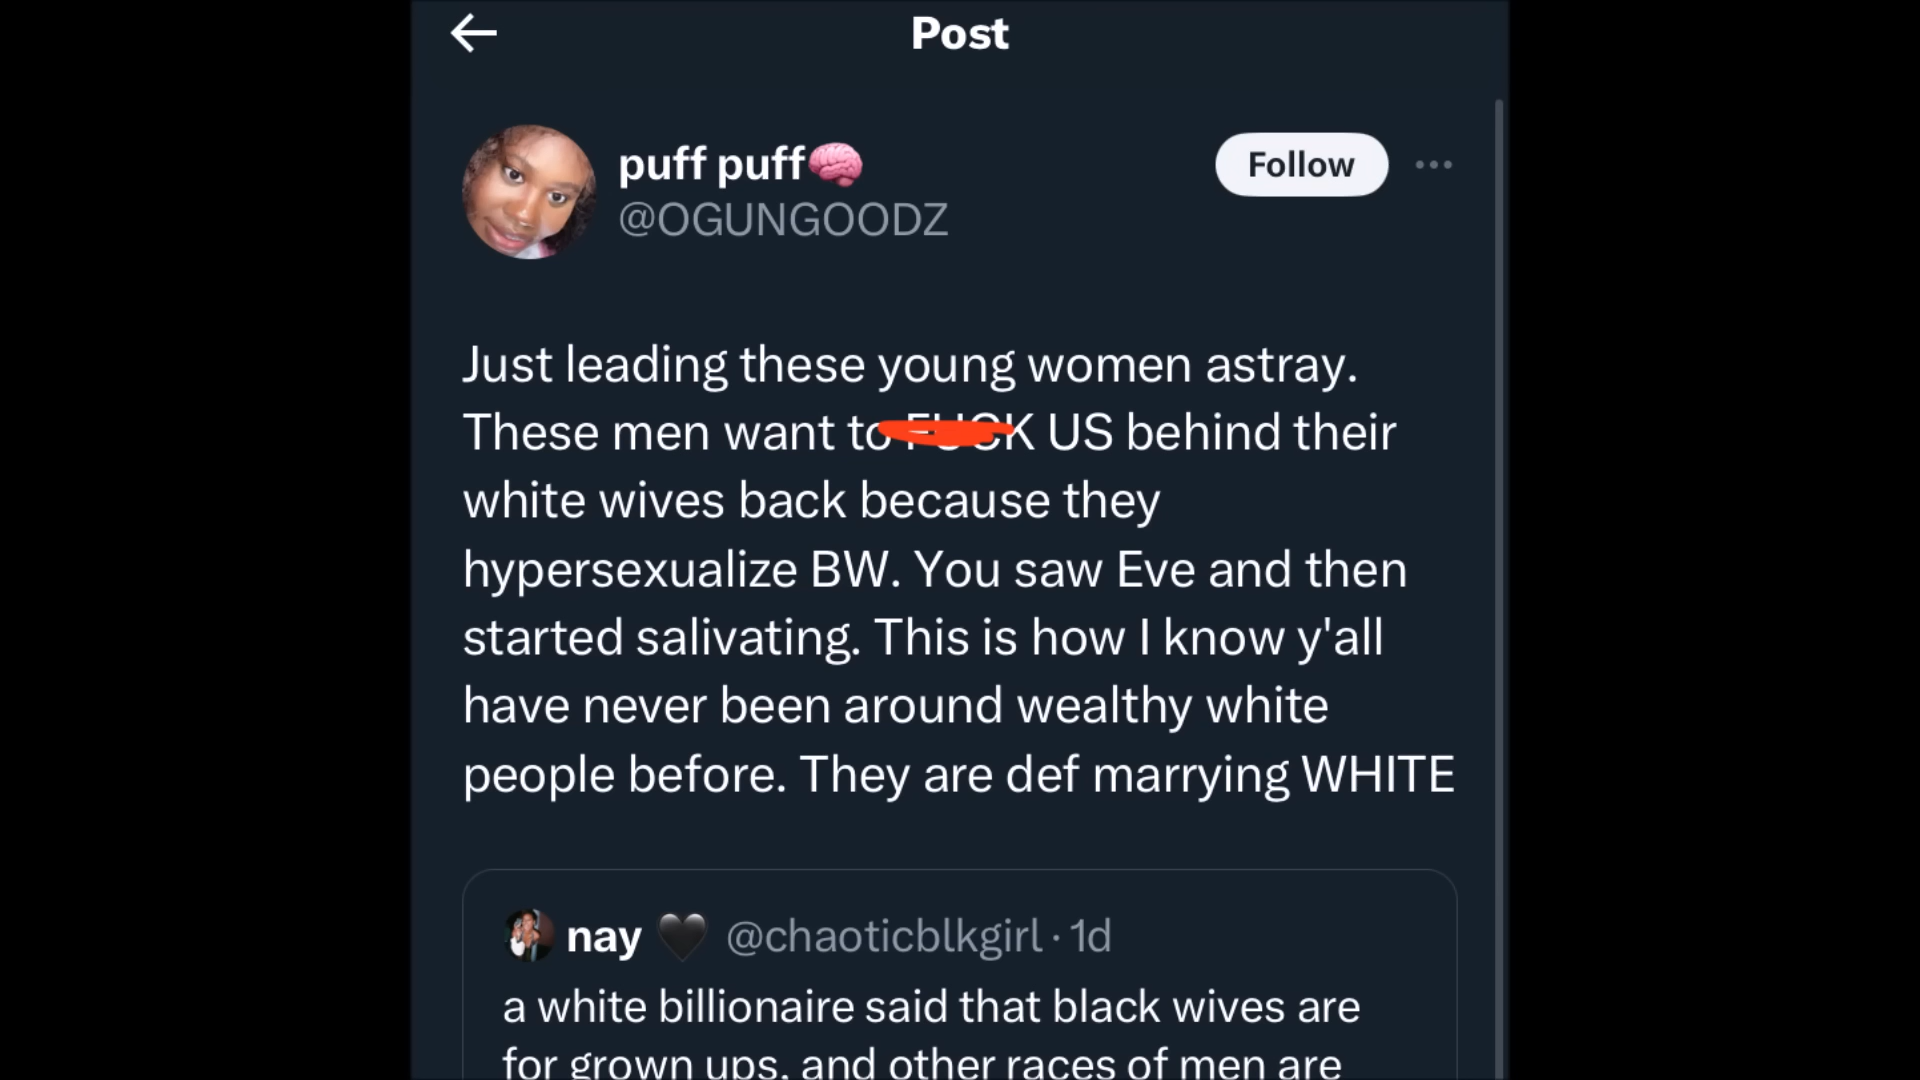 Post
puff puff🧠
@OGUNGOODZ
Follow
Just leading these young women astray.
These men want to FUCK US behind their
white wives back because they
hypersexualize BW. You saw Eve and then
started salivating. This is how I know y'all
have never been around wealthy white
people before. They are def marrying WHITE
nay 🖤 @chaoticblkgirl · 1d
a white billionaire said that black wives are
for grown ups, and other races of men are